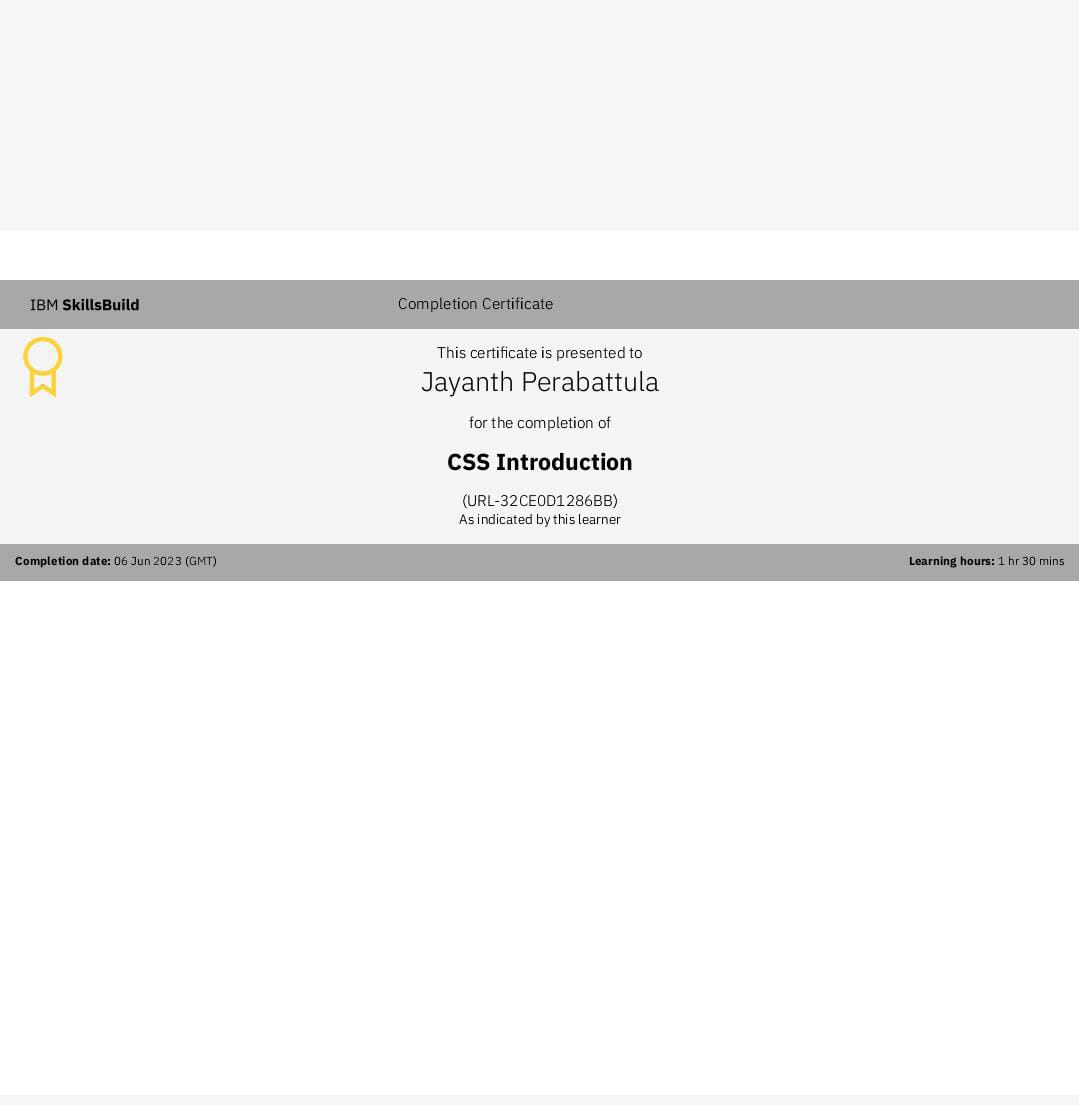 IBM SkillsBuild
Completion Certificate
This certificate is presented to
Jayanth Perabattula
for the completion of
CSS Introduction
(URL-32CE0D1286BB)
As indicated by this learner
Completion date: 06 Jun 2023 (GMT)
Learning hours: 1 hr 30 mins